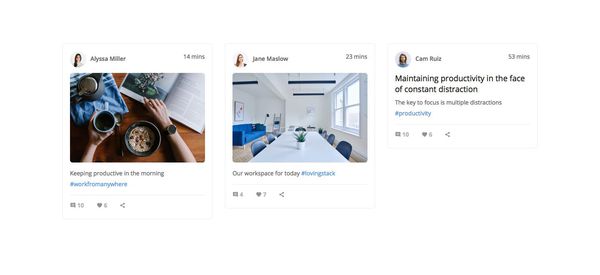 Alyssa Miller
14 mins
Keeping productive in the morning
#workfromanywhere
10 6
Jane Maslow
23 mins
Our workspace for today #lovingstack
4 7
Cam Ruiz
53 mins
Maintaining productivity in the face
of constant distraction
The key to focus is multiple distractions
#productivity
10 6